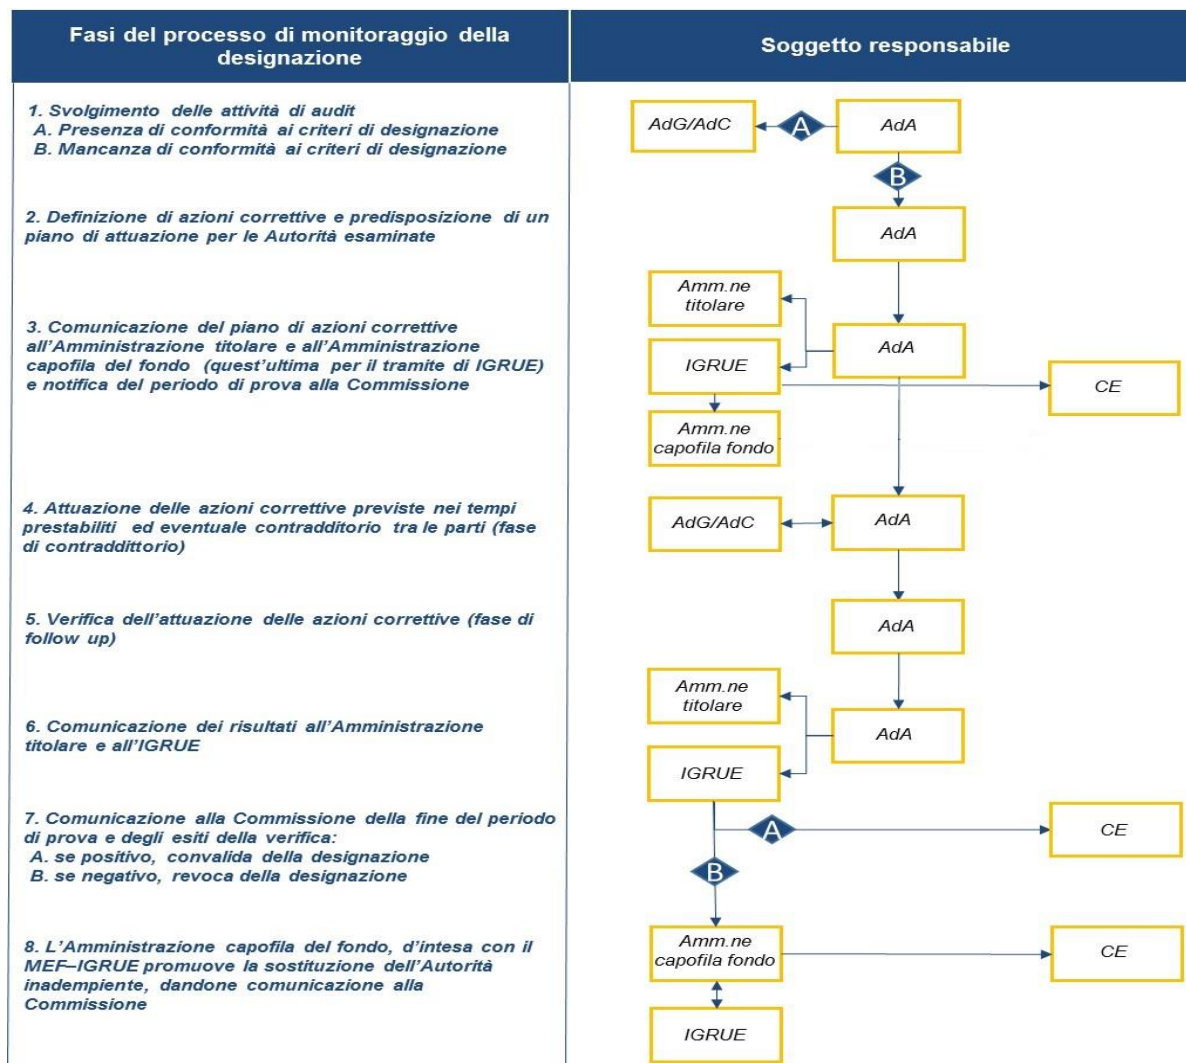 Fasi del processo di monitoraggio della
designazione
Soggetto responsabile
1. Svolgimento delle attività di audit
A. Presenza di conformità ai criteri di designazione
B. Mancanza di conformità ai criteri di designazione
AdG/AdC
A
AdA
B
2. Definizione di azioni correttive e predisposizione di un
piano di attuazione per le Autorità esaminate
AdA
3. Comunicazione del piano di azioni correttive
all'Amministrazione titolare e all'Amministrazione
capofila del fondo (quest'ultima per il tramite di IGRUE)
e notifica del periodo di prova alla Commissione
Amm.ne
titolare
AdA
IGRUE
CE
Amm.ne
capofila fondo
4. Attuazione delle azioni correttive previste nei tempi
prestabiliti ed eventuale contradditorio tra le parti (fase
di contraddittorio)
AdG/AdC
AdA
5. Verifica dell'attuazione delle azioni correttive (fase di
follow up)
AdA
6. Comunicazione dei risultati all'Amministrazione
titolare e all'IGRUE
Amm.ne
titolare
AdA
IGRUE
7. Comunicazione alla Commissione della fine del periodo
di prova e degli esiti della verifica:
A. se positivo, convalida della designazione
B. se negativo, revoca della designazione
A
CE
B
8. L'Amministrazione capofila del fondo, d'intesa con il
MEF–IGRUE promuove la sostituzione dell'Autorità
inadempiente, dandone comunicazione alla
Commissione
Amm.ne
capofila fondo
CE
IGRUE